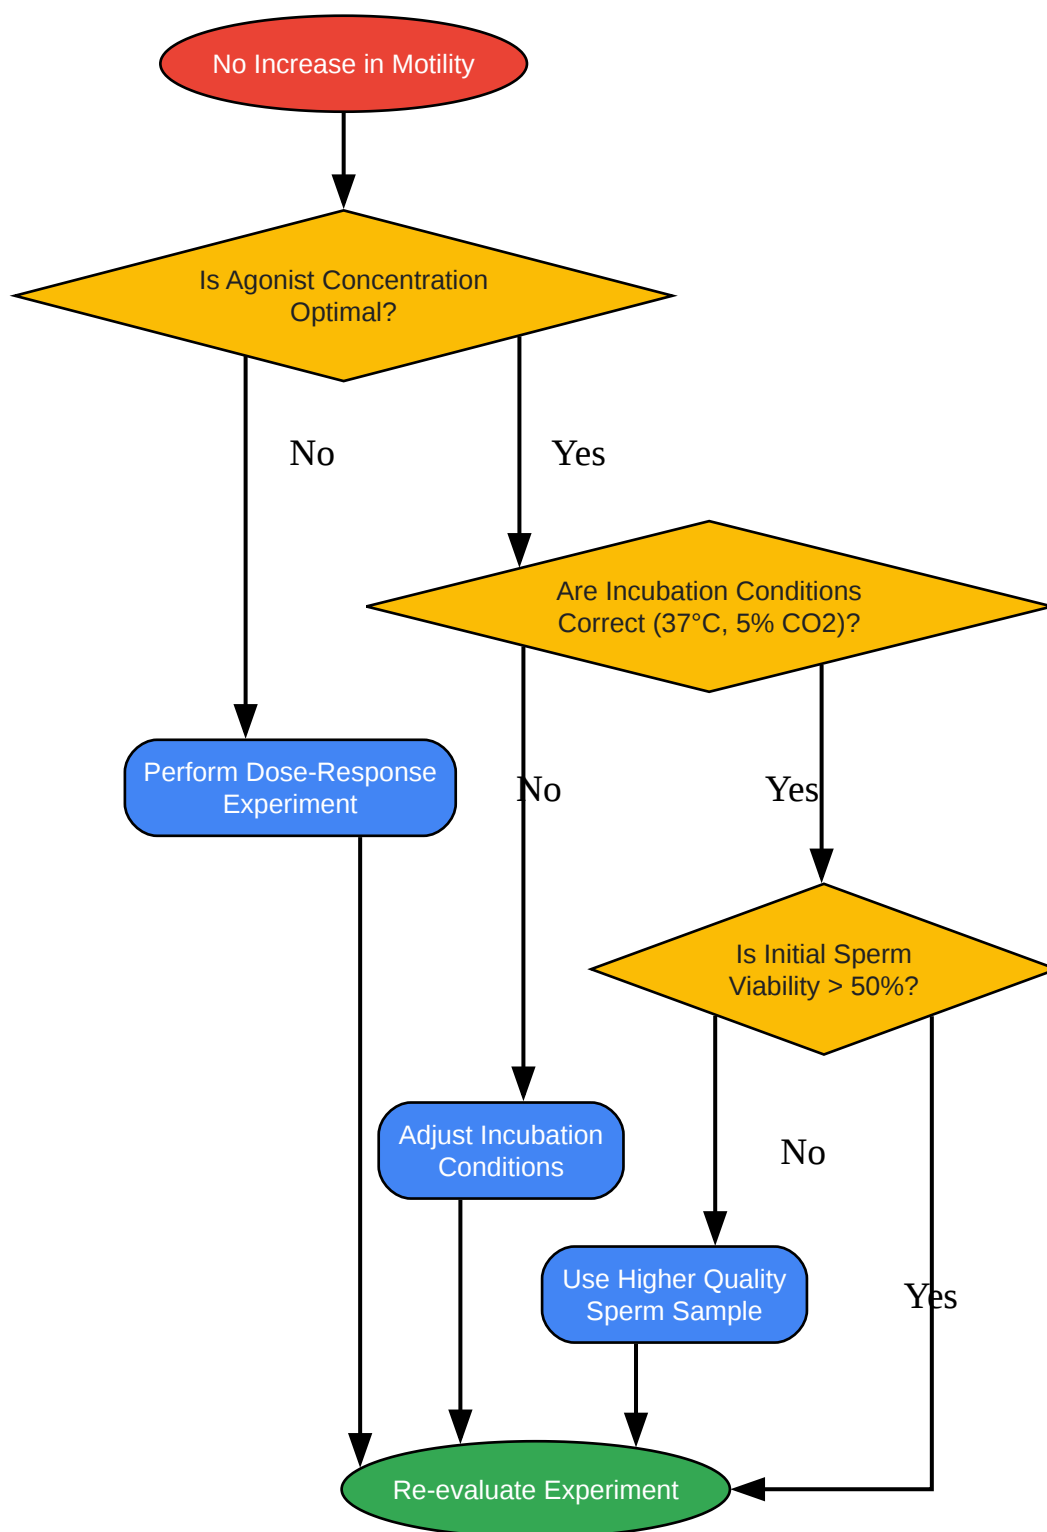 No Increase in Motility
Is Agonist Concentration
Optimal?
No
Yes
Are Incubation Conditions
Correct (37°C, 5% CO2)?
Perform Dose-Response
Experiment
No
Yes
Is Initial Sperm
Viability > 50%?
Adjust Incubation
Conditions
No
Use Higher Quality
Sperm Sample
Yes
Re-evaluate Experiment